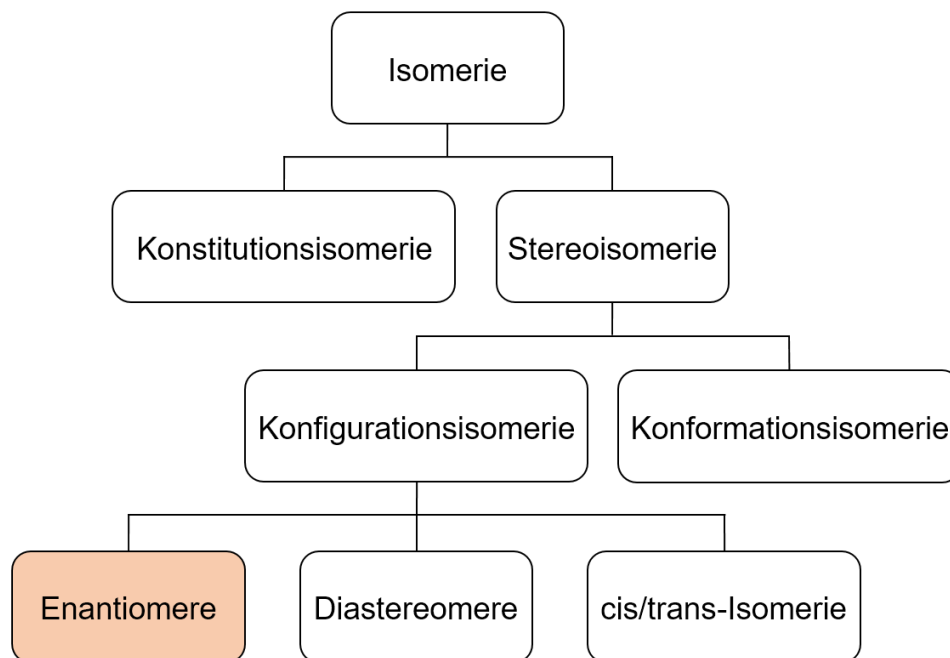 Isomerie
Konstitutionsisomerie
Stereoisomerie
Konfigurationsisomerie
Konformationsisomerie
Enantiomere
Diastereomere
cis/trans-Isomerie